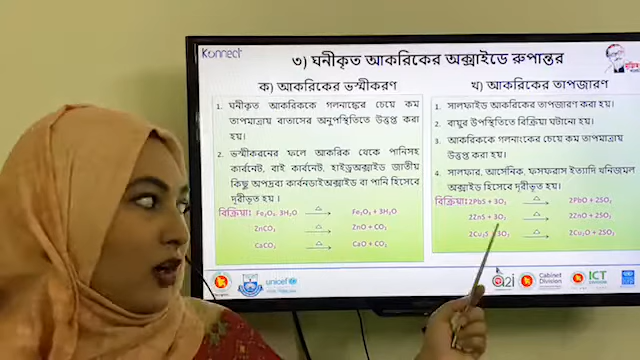 Konnect
৩) ঘনীকৃত আকরিকের অক্সাইডে রুপান্তর
ক) আকরিকের ভস্মীকরণ
1. ঘনীকৃত আকরিককে গলনাঙ্কের চেয়ে কম
তাপমাত্রায় বাতাসের অনুপস্থিতিতে উত্তপ্ত করা
হয়।
2. ভস্মীকরনের ফলে আকরিক থেকে পানিসহ
কার্বনেট, বাই কার্বনেট, হাইড্রঅক্সাইড জাতীয়
কিছু অপদ্রব্য কার্বনডাইঅক্সাইড বা পানি হিসেবে
দূরীভূত হয় ।
বিক্রিয়া: Fe₂O₃. 3H₂O △ → Fe₂O₃ + 3H₂O
ZnCO₃ △ → ZnO + CO₂
CaCO₃ △ → CaO + CO₂
খ) আকরিকের তাপজারণ
1. সালফাইড আকরিকের তাপজারণ করা হয়।
2. বায়ুর উপস্থিতিতে বিক্রিয়া ঘটানো হয়।
3. আকরিককে গলনাংকের চেয়ে কম তাপমাত্রায়
উত্তপ্ত করা হয়।
4. সালফার, আর্সেনিক, ফসফরাস ইত্যাদি খনিজমল
অক্সাইড হিসেবে দূরীভূত হয়।
বিক্রিয়া: 2PbS + 3O₂ △ → 2PbO + 2SO₂
2ZnS + 3O₂ △ → 2ZnO + 2SO₂
2Cu₂S + 3O₂ △ → 2Cu₂O + 2SO₂
unicef
a2i
Cabinet
Division
ICT
DIVISION